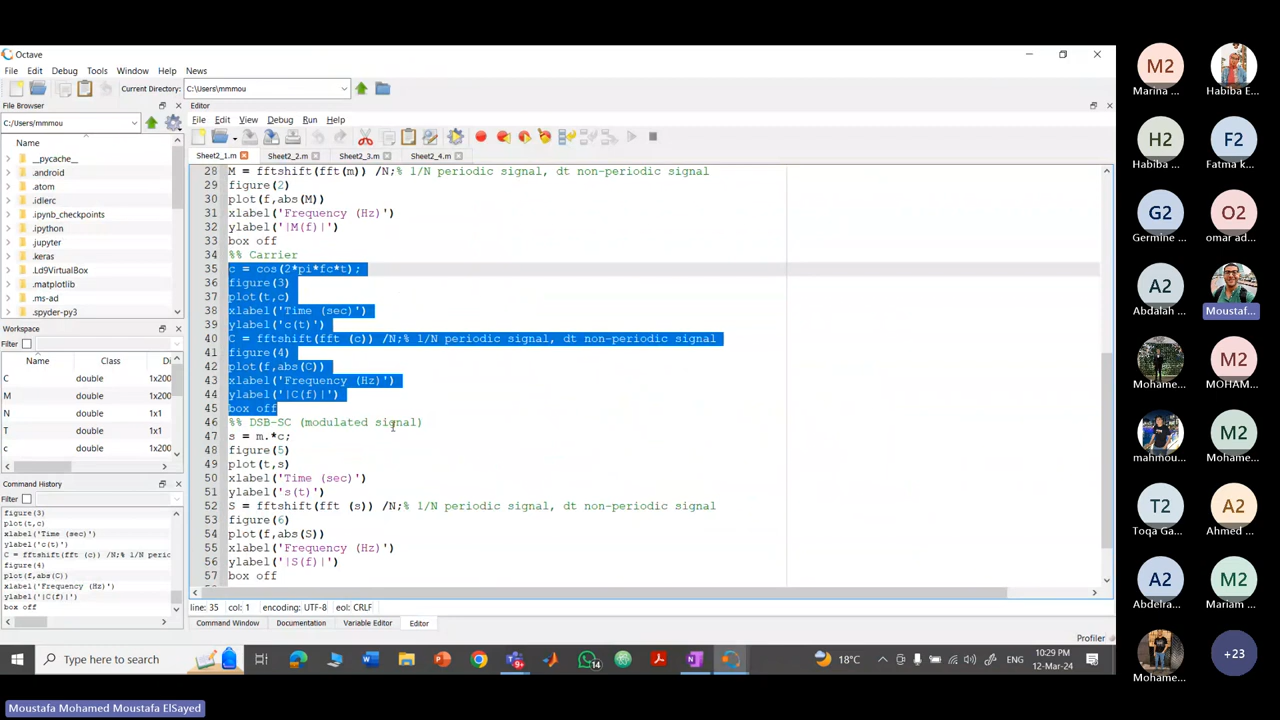 Octave
File Edit Debug Tools Window Help News
Current Directory: C:\Users\mmmou
File Browser
C:/Users/mmmou
Name
__pycache__
.android
.atom
.idlerc
.ipynb_checkpoints
.jupyter
.keras
.Ld9VirtualBox
.matplotlib
.ms-ad
.spyder-py3
Workspace
Filter
Name Class Di
C double 1x200
M double 1x200
N double 1x1
T double 1x1
c double 1x200
Command History
Filter
figure(3)
plot(t,c)
xlabel('Time (sec)')
ylabel('c(t)')
C = fftshift(fft (c)) /N;% 1/N perio
figure(4)
plot(f,abs(C))
xlabel('Frequency (Hz)')
ylabel('|C(f)|')
box off
Editor
File Edit View Debug Run Help
Sheet2_1.m Sheet2_2.m Sheet2_3.m Sheet2_4.m
28 M = fftshift(fft(m)) /N;% 1/N periodic signal, dt non-periodic signal
29 figure(2)
30 plot(f,abs(M))
31 xlabel('Frequency (Hz)')
32 ylabel('|M(f)|')
33 box off
34 %% Carrier
35 c = cos(2*pi*fc*t);
36 figure(3)
37 plot(t,c)
38 xlabel('Time (sec)')
39 ylabel('c(t)')
40 C = fftshift(fft (c)) /N;% 1/N periodic signal, dt non-periodic signal
41 figure(4)
42 plot(f,abs(C))
43 xlabel('Frequency (Hz)')
44 ylabel('|C(f)|')
45 box off
46 %% DSB-SC (modulated signal)
47 s = m.*c;
48 figure(5)
49 plot(t,s)
50 xlabel('Time (sec)')
51 ylabel('s(t)')
52 S = fftshift(fft (s)) /N;% 1/N periodic signal, dt non-periodic signal
53 figure(6)
54 plot(f,abs(S))
55 xlabel('Frequency (Hz)')
56 ylabel('|S(f)|')
57 box off
line: 35 col: 1 encoding: UTF-8 eol: CRLF
Command Window Documentation Variable Editor Editor
Profiler
Type here to search
14
18°C
ENG
10:29 PM
12-Mar-24
M2
Marina ...
Habiba E...
H2
Habiba ...
F2
Fatma k...
G2
Germine ...
O2
omar ad...
A2
Abdalah ...
Moustaf...
Mohame...
M2
MOHAM...
mahmou...
M2
Mohame...
T2
Toqa Ga...
A2
Ahmed ...
A2
Abdelra...
M2
Mariam ...
Mohame...
+23
Moustafa Mohamed Moustafa ElSayed